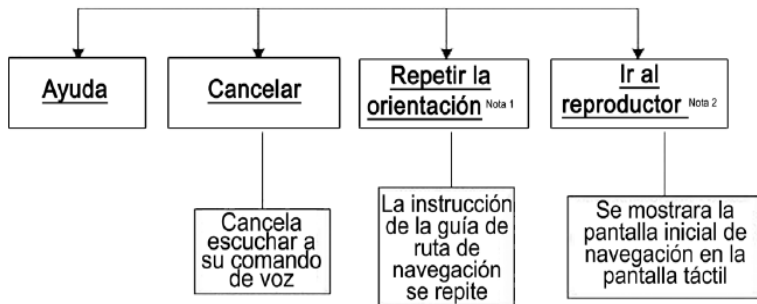 Ayuda
Cancelar
Repetir la
orientación Nota 1
Ir al
reproductor Nota 2
Cancela
escuchar a
su comando
de voz
La instrucción
de la guía de
ruta de
navegación
se repite
Se mostrara la
pantalla inicial de
navegación en la
pantalla táctil